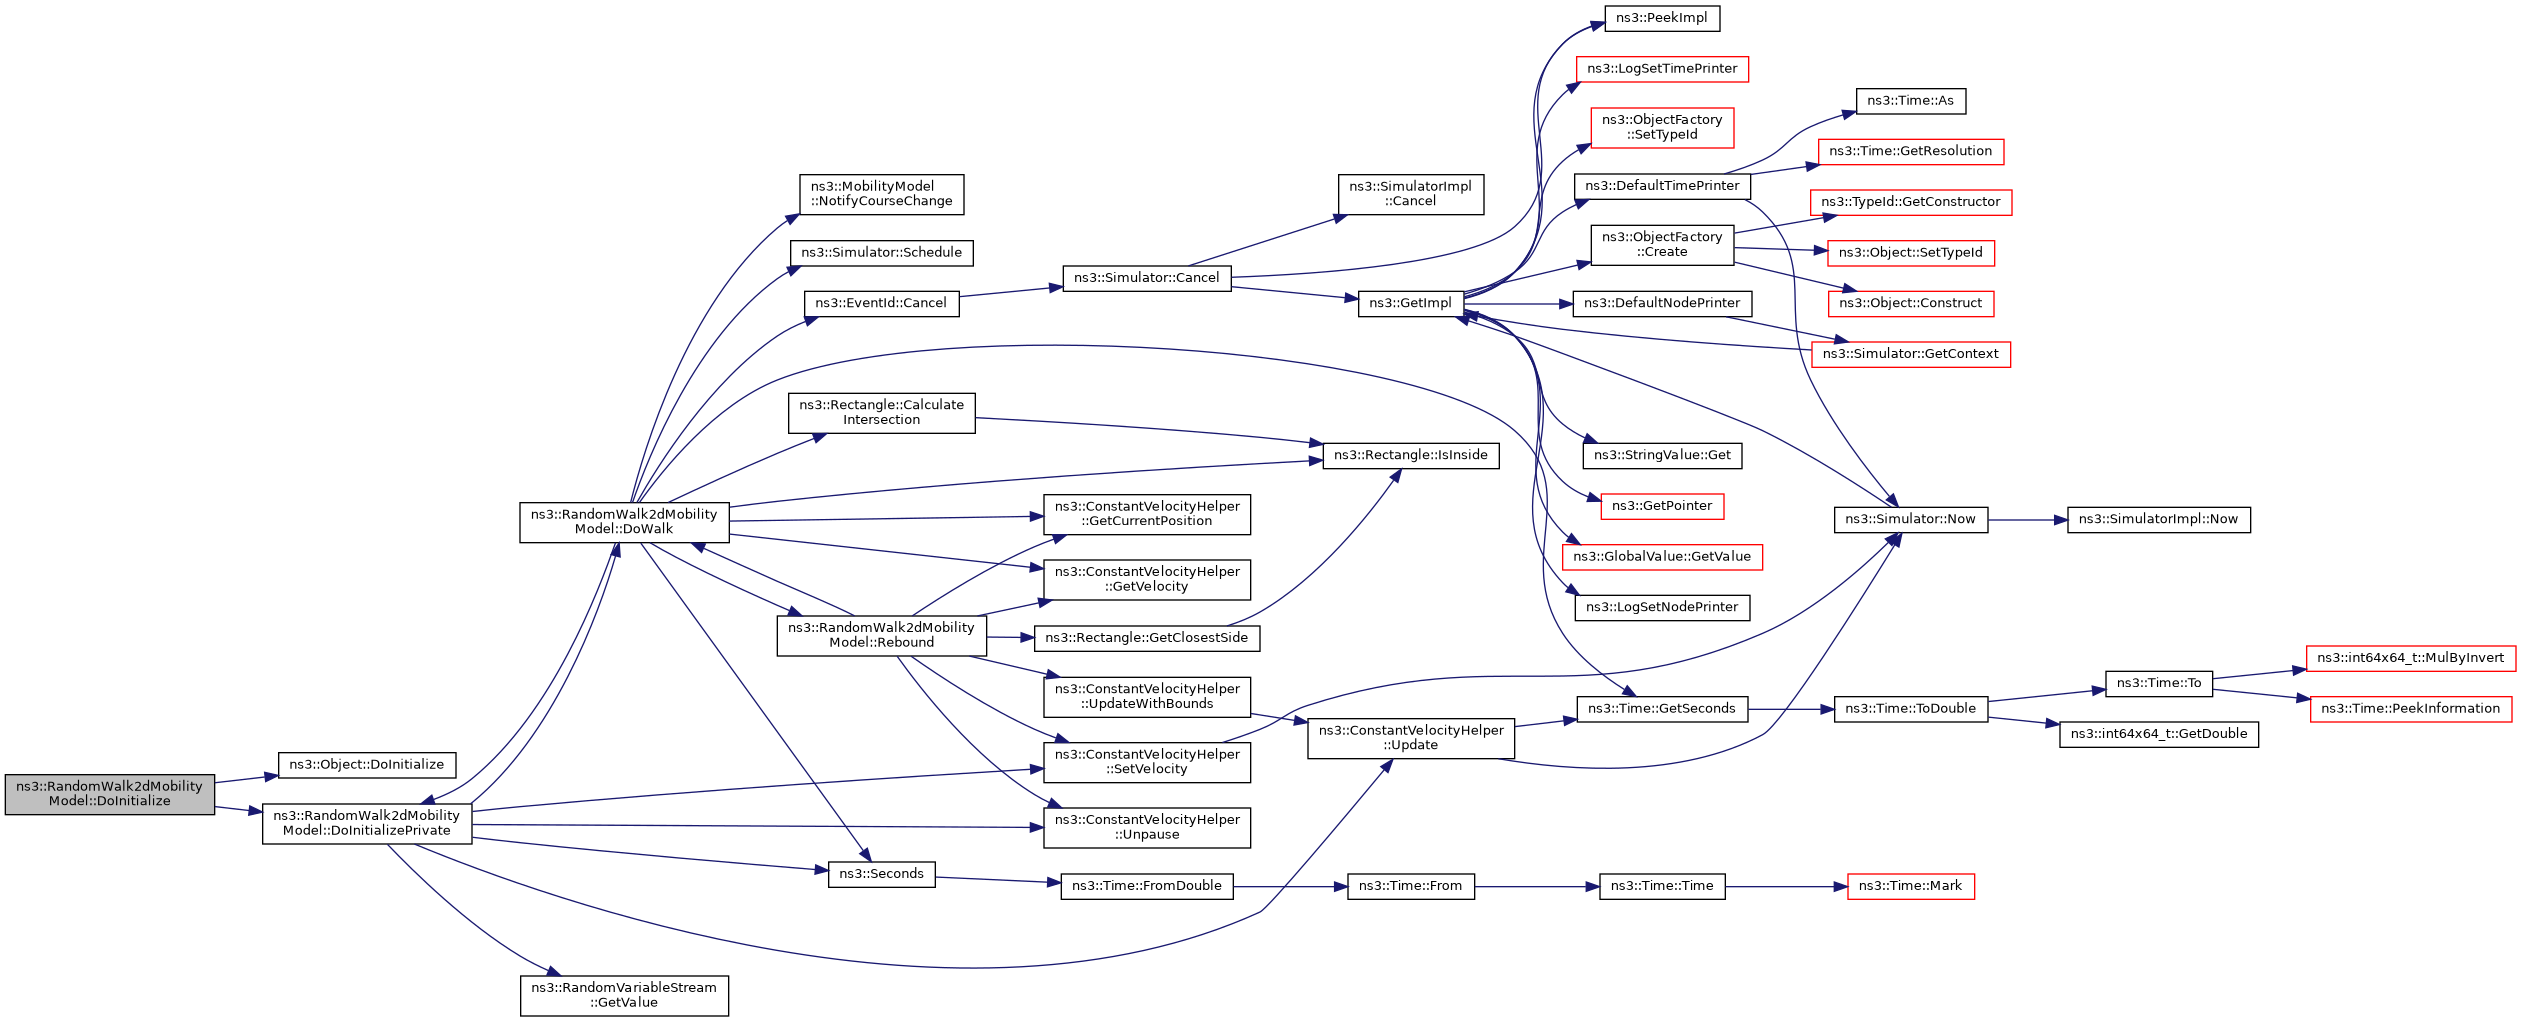 ns3::PeekImpl
ns3::LogSetTimePrinter
ns3::Time::As
ns3::ObjectFactory
::SetTypeId
ns3::Time::GetResolution
ns3::MobilityModel
::NotifyCourseChange
ns3::SimulatorImpl
::Cancel
ns3::DefaultTimePrinter
ns3::TypeId::GetConstructor
ns3::Simulator::Schedule
ns3::ObjectFactory
::Create
ns3::Object::SetTypeId
ns3::Simulator::Cancel
ns3::EventId::Cancel
ns3::GetImpl
ns3::DefaultNodePrinter
ns3::Object::Construct
ns3::Simulator::GetContext
ns3::Rectangle::Calculate
Intersection
ns3::Rectangle::IsInside
ns3::StringValue::Get
ns3::RandomWalk2dMobility
Model::DoWalk
ns3::ConstantVelocityHelper
::GetCurrentPosition
ns3::GetPointer
ns3::Simulator::Now
ns3::SimulatorImpl::Now
ns3::GlobalValue::GetValue
ns3::ConstantVelocityHelper
::GetVelocity
ns3::LogSetNodePrinter
ns3::RandomWalk2dMobility
Model::Rebound
ns3::Rectangle::GetClosestSide
ns3::int64x64_t::MulByInvert
ns3::ConstantVelocityHelper
::UpdateWithBounds
ns3::Time::To
ns3::Time::GetSeconds
ns3::Time::ToDouble
ns3::Time::PeekInformation
ns3::ConstantVelocityHelper
::Update
ns3::int64x64_t::GetDouble
ns3::Object::DoInitialize
ns3::ConstantVelocityHelper
::SetVelocity
ns3::RandomWalk2dMobility
Model::DoInitialize
ns3::RandomWalk2dMobility
Model::DoInitializePrivate
ns3::ConstantVelocityHelper
::Unpause
ns3::Seconds
ns3::Time::FromDouble
ns3::Time::From
ns3::Time::Time
ns3::Time::Mark
ns3::RandomVariableStream
::GetValue